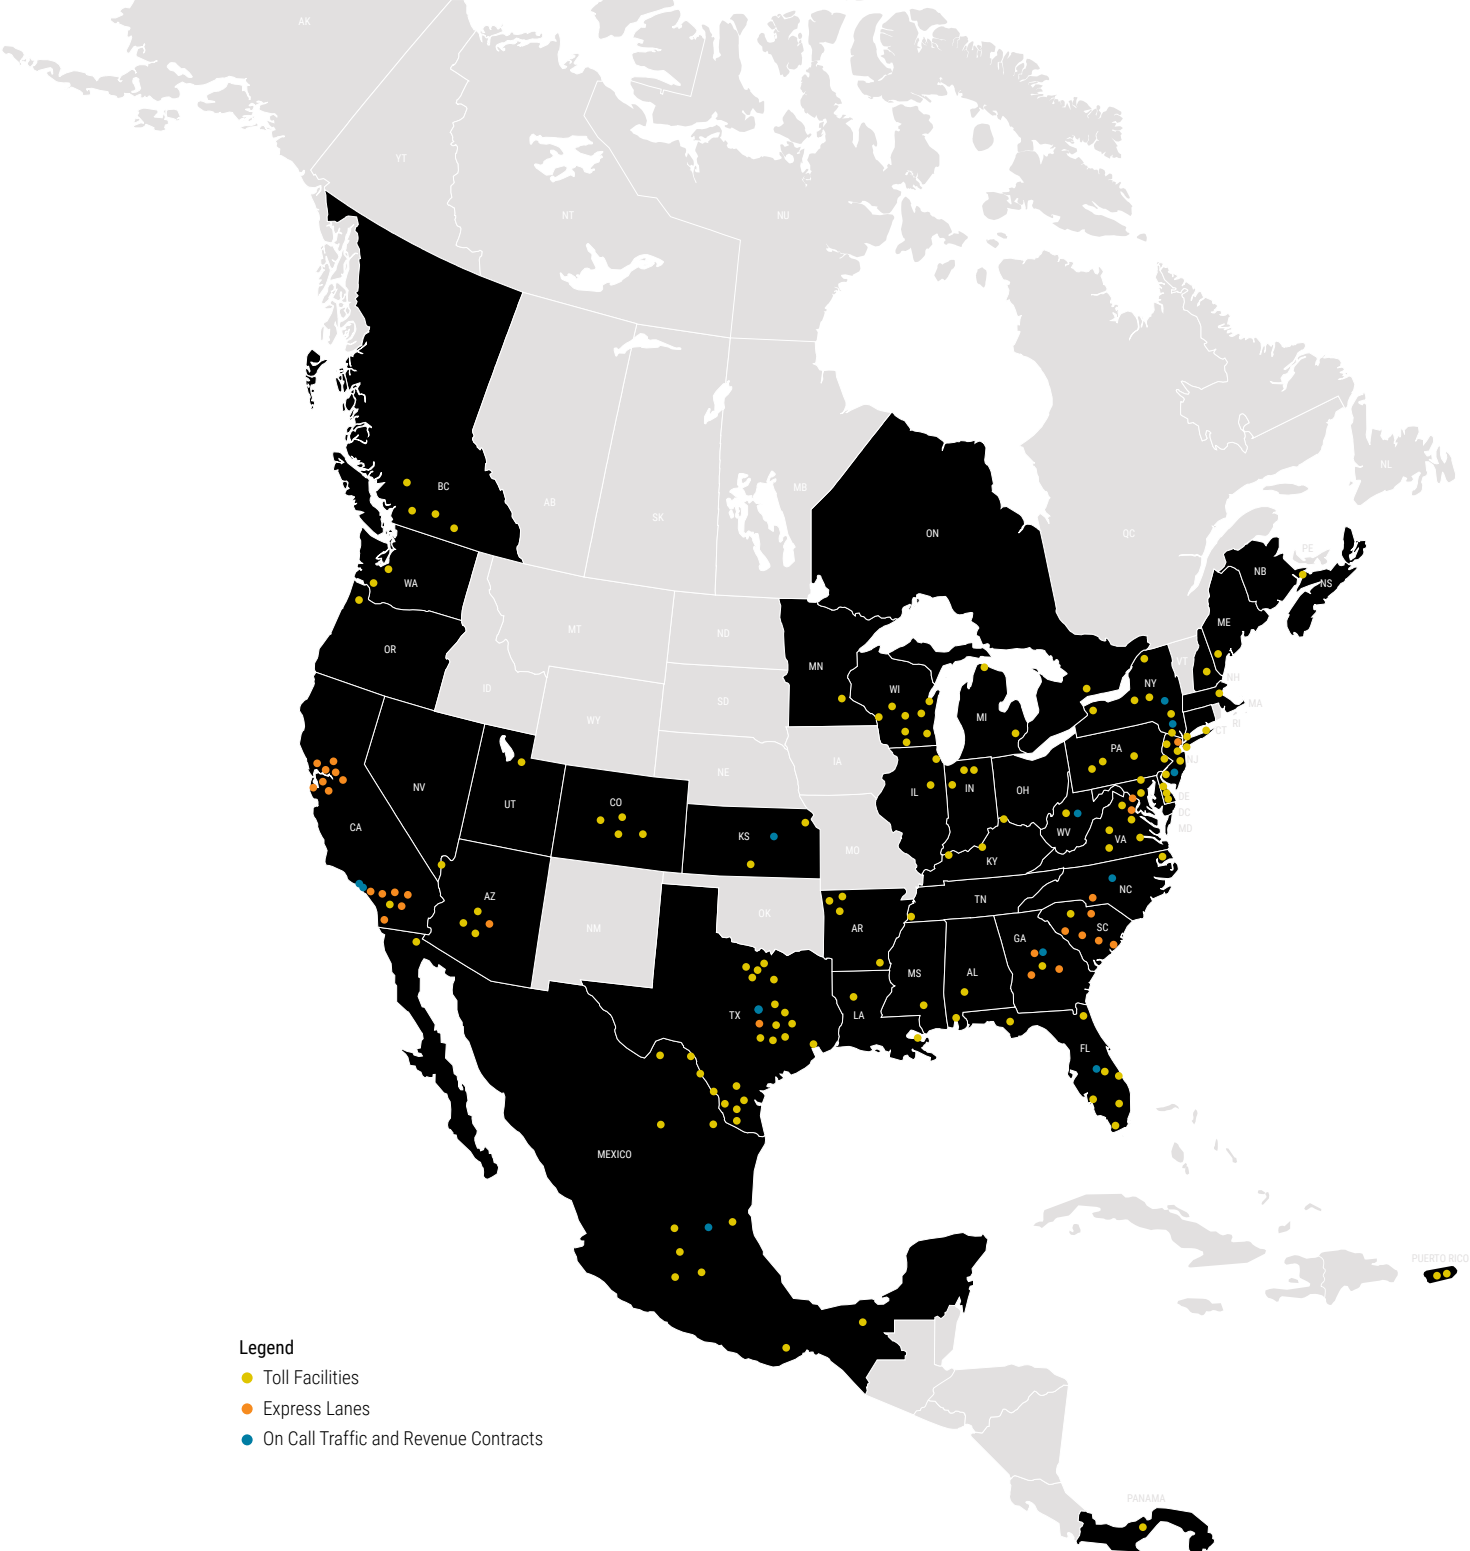 AK
YT
NT
NU
BC
AB
SK
MB
ON
QC
NL
PE
NB
NS
WA
ME
MT
ND
OR
MN
VT
ID
WI
NY
NH
SD
MI
MA
WY
RI
CT
PA
IA
NJ
NE
NV
IL
IN
OH
DE
UT
CO
DC
CA
KS
WV
VA
MD
MO
KY
AZ
NC
TN
OK
NM
AR
GA
SC
MS
AL
TX
LA
FL
MEXICO
PUERTO RICO
Legend
Toll Facilities
Express Lanes
On Call Traffic and Revenue Contracts
PANAMA